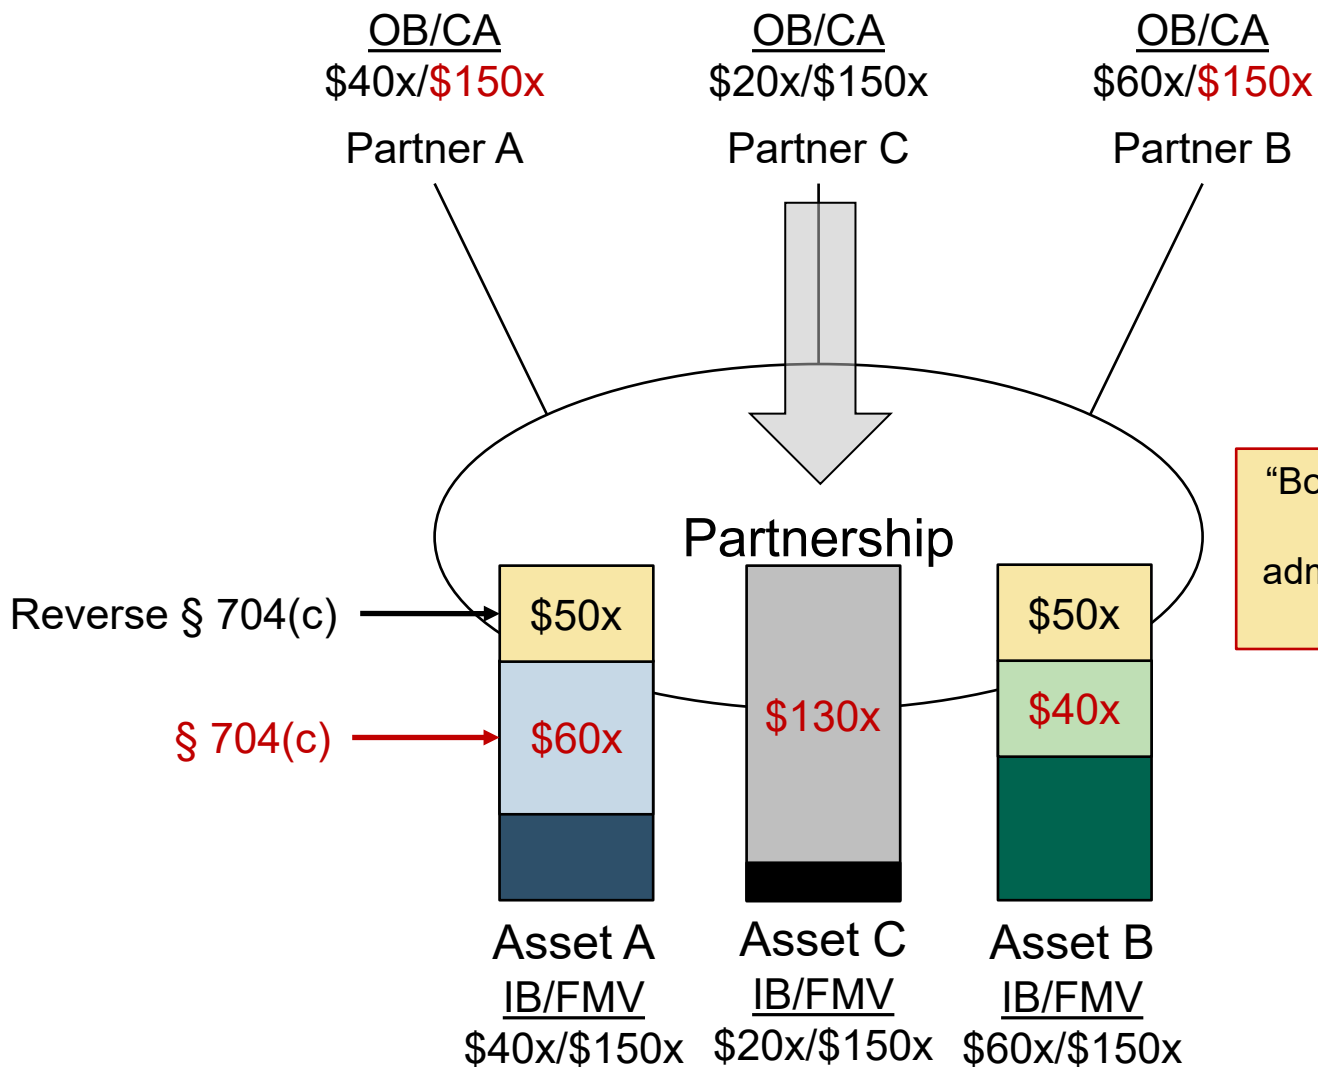 OB/CA
$40x/$150x
Partner A
OB/CA
$20x/$150x
Partner C
OB/CA
$60x/$150x
Partner B
Partnership
Reverse § 704(c)
§ 704(c)
$50x
$60x
$130x
$50x
$40x
Asset A
IB/FMV
$40x/$150x
Asset C
IB/FMV
$20x/$150x
Asset B
IB/FMV
$60x/$150x